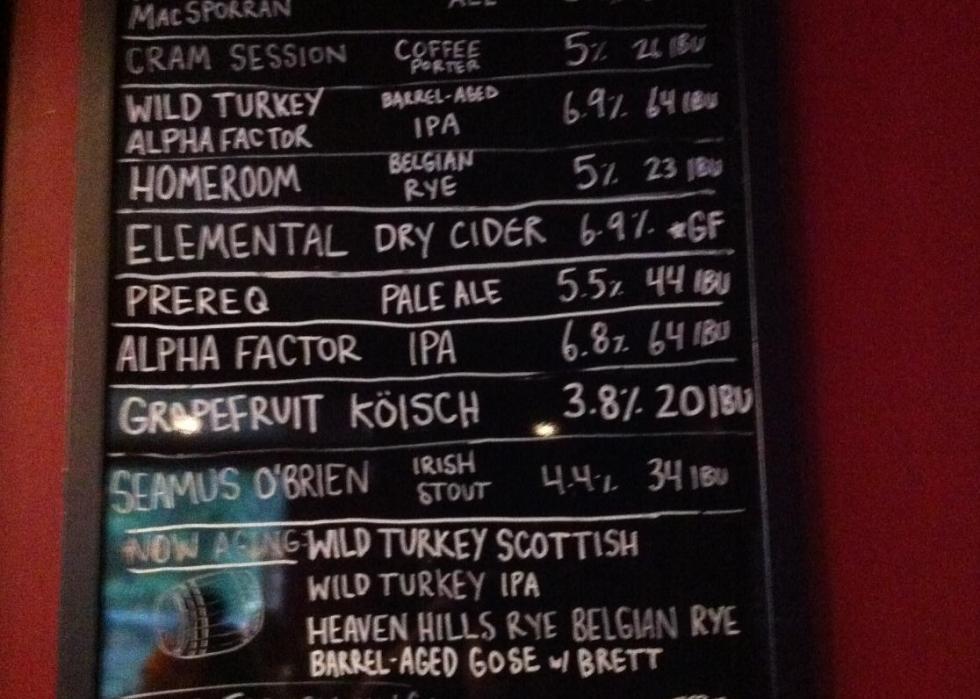 MACSPORRAN ALE
CRAM SESSION COFFEE PORTER 5% 26 IBU
WILD TURKEY ALPHA FACTOR BARREL-AGED IPA 6.9% 64 IBU
HOMEROOM BELGIAN RYE 5% 23 IBU
ELEMENTAL DRY CIDER 6.9% *GF
PREREQ PALE ALE 5.5% 44 IBU
ALPHA FACTOR IPA 6.8% 64 IBU
GRAPEFRUIT KÖISCH 3.8% 20 IBU
SEAMUS O'BRIEN IRISH STOUT 4.4% 34 IBU
NOW AGING- WILD TURKEY SCOTTISH
WILD TURKEY IPA
HEAVEN HILLS RYE BELGIAN RYE
BARREL-AGED GOSE w/ BRETT